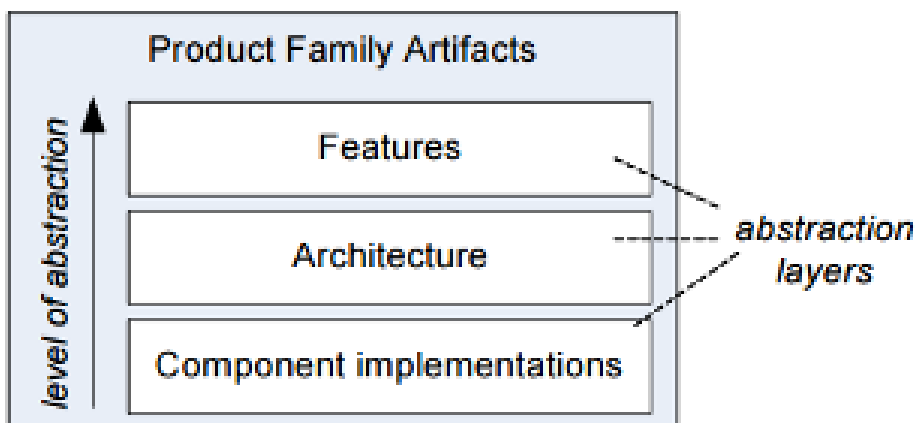 Product Family Artifacts
level of abstraction
Features
Architecture
Component implementations
abstraction
layers